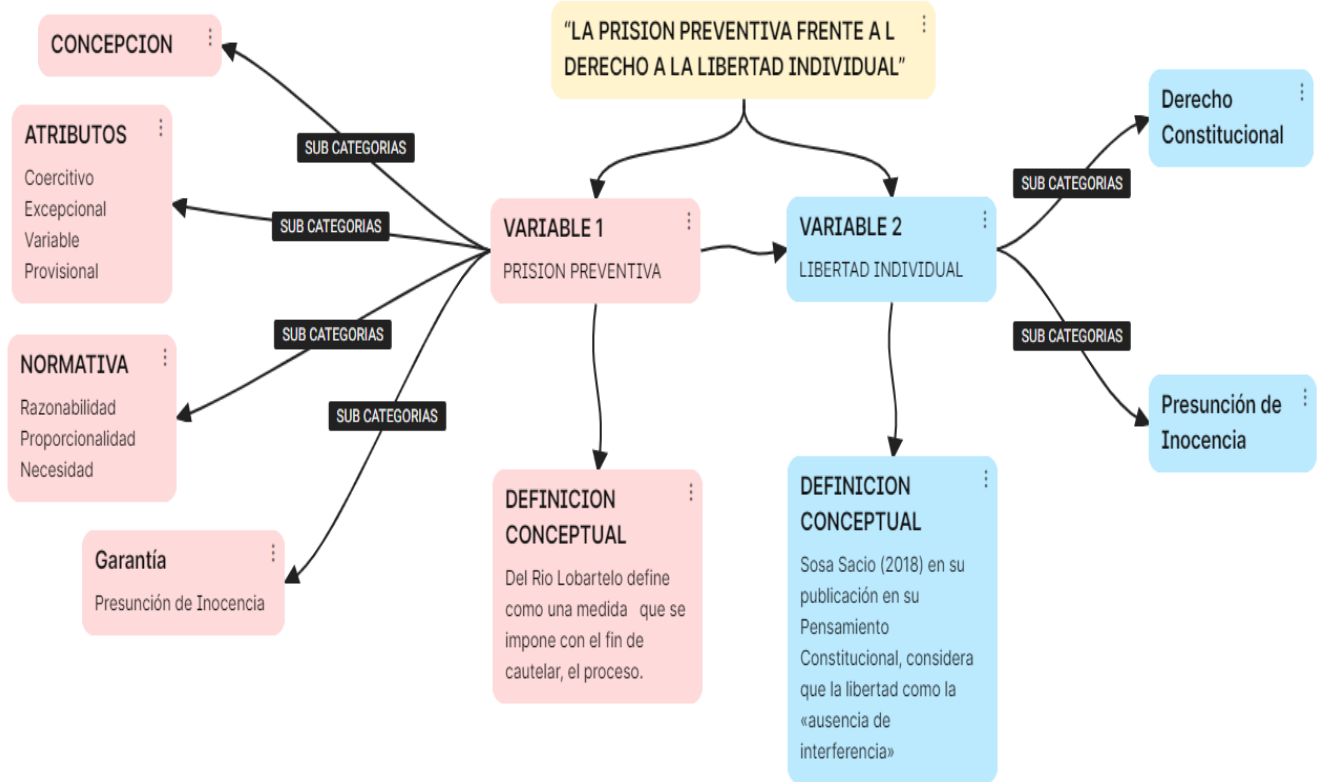 “LA PRISION PREVENTIVA FRENTE A L
DERECHO A LA LIBERTAD INDIVIDUAL”
CONCEPCION
SUB CATEGORIAS
ATRIBUTOS
Coercitivo
Excepcional
Variable
Provisional
SUB CATEGORIAS
NORMATIVA
Razonabilidad
Proporcionalidad
Necesidad
SUB CATEGORIAS
Garantía
Presunción de Inocencia
SUB CATEGORIAS
VARIABLE 1
PRISION PREVENTIVA
DEFINICION
CONCEPTUAL
Del Rio Lobartelo define
como una medida que se
impone con el fin de
cautelar, el proceso.
VARIABLE 2
LIBERTAD INDIVIDUAL
DEFINICION
CONCEPTUAL
Sosa Sacio (2018) en su
publicación en su
Pensamiento
Constitucional, considera
que la libertad como la
«ausencia de
interferencia»
SUB CATEGORIAS
Derecho
Constitucional
SUB CATEGORIAS
Presunción de
Inocencia